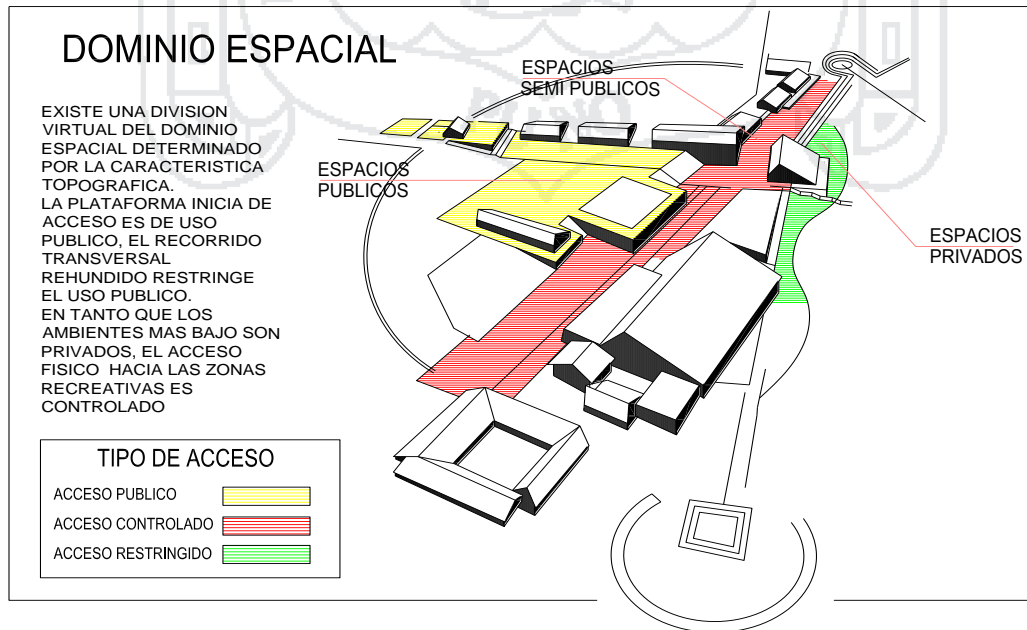 DOMINIO ESPACIAL
EXISTE UNA DIVISION
VIRTUAL DEL DOMINIO
ESPACIAL DETERMINADO
POR LA CARACTERISTICA
TOPOGRAFICA.
LA PLATAFORMA INICIA DE
ACCESO ES DE USO
PUBLICO, EL RECORRIDO
TRANSVERSAL
REHUNDIDO RESTRINGE
EL USO PUBLICO.
EN TANTO QUE LOS
AMBIENTES MAS BAJO SON
PRIVADOS, EL ACCESO
FISICO HACIA LAS ZONAS
RECREATIVAS ES
CONTROLADO
ESPACIOS
SEMI PUBLICOS
ESPACIOS
PUBLICOS
ESPACIOS
PRIVADOS
TIPO DE ACCESO
ACCESO PUBLICO
ACCESO CONTROLADO
ACCESO RESTRINGIDO